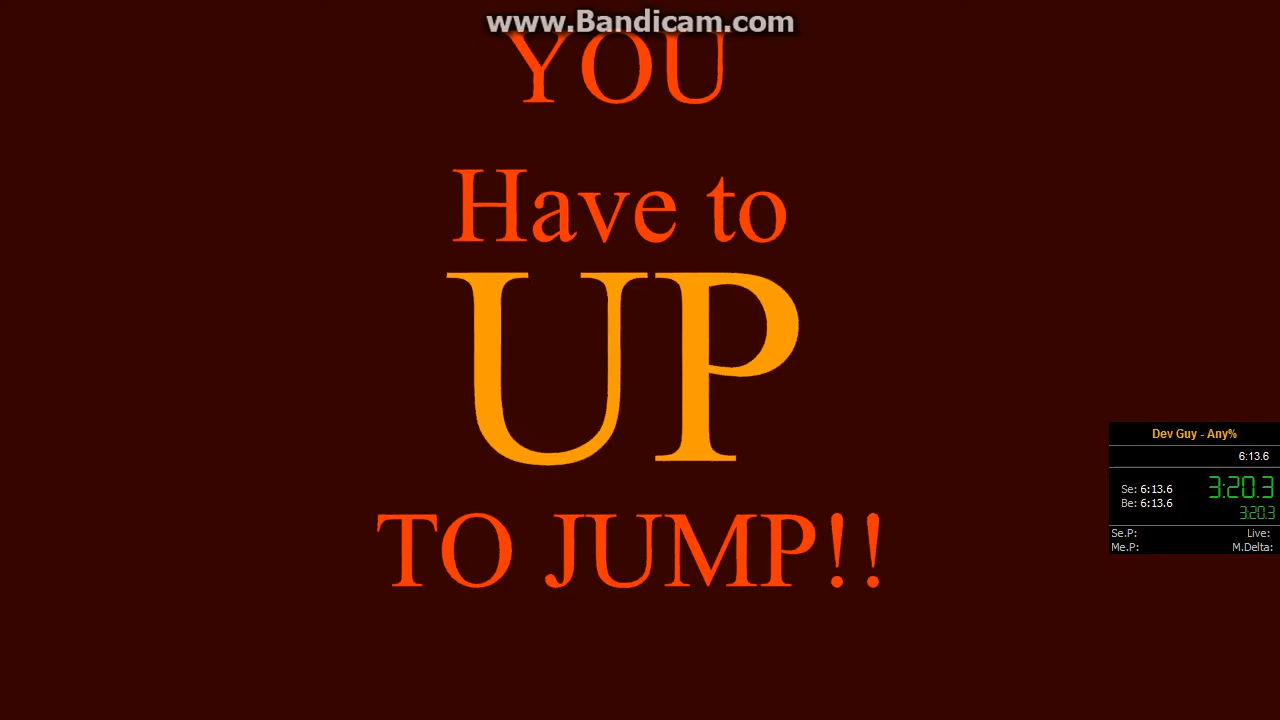 www.Bandicam.com
YOU
Have to
UP
TO JUMP!!
Dev Guy - Any%
6:13.6
Se: 6:13.6 3:20.3
Be: 6:13.6 3:20.3
Se.P: Live:
Me.P: M.Delta: